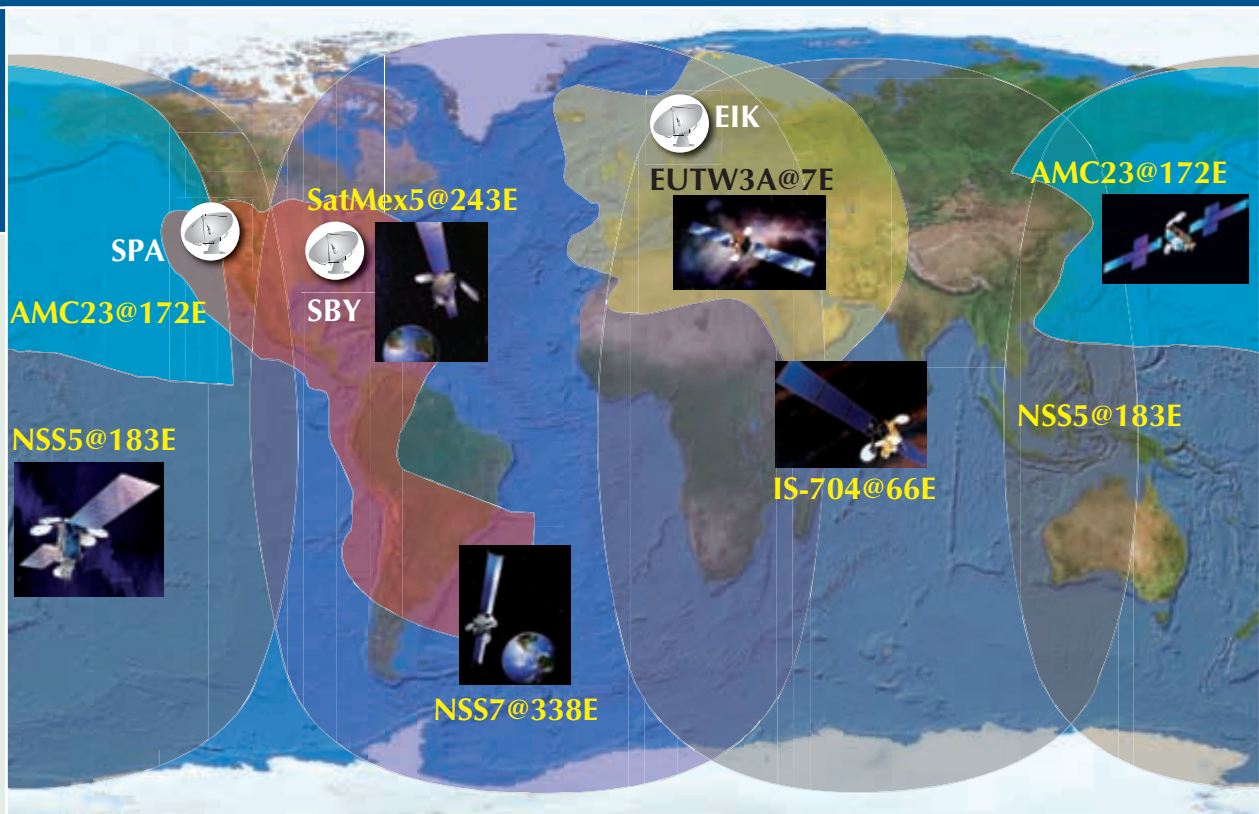 EIK
EUTW3A@7E
AMC23@172E
SatMex5@243E
SPA
SBY
AMC23@172E
NSS5@183E
NSS5@183E
IS-704@66E
NSS7@338E